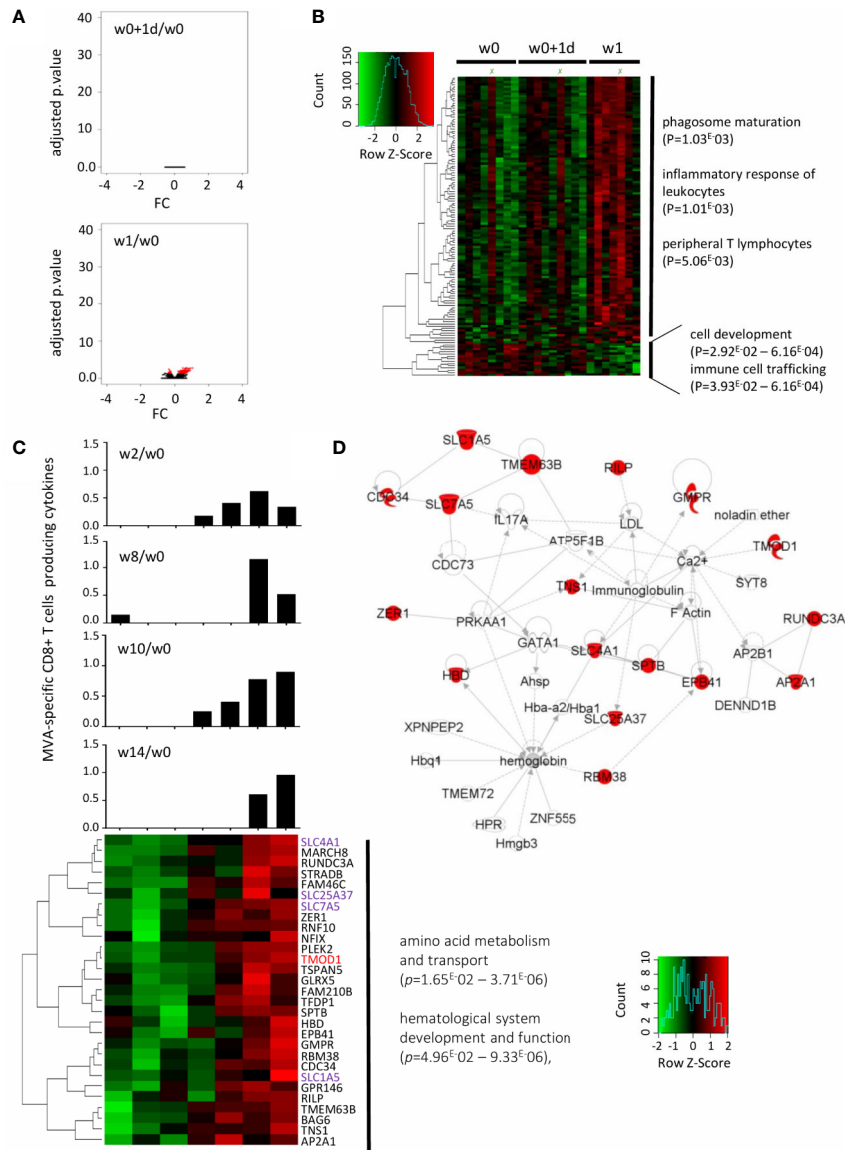 A
w0+1d/w0
adjusted p.value
40
30
20
10
0.0
-4 -2 0 2 4
FC
w1/w0
adjusted p.value
40
30
20
10
0.0
-4 -2 0 2 4
FC
B
w0 w0+1d w1
Count
0 50 100 150
-2 0 2
Row Z-Score
phagosome maturation
(P=1.03E-03)
inflammatory response of
leukocytes
(P=1.01E-03)
peripheral T lymphocytes
(P=5.06E-03)
cell development
(P=2.92E-02 – 6.16E-04)
immune cell trafficking
(P=3.93E-02 – 6.16E-04)
C
MVA-specific CD8+ T cells producing cytokines
w2/w0
1.5
1.0
0.5
0.0
w8/w0
1.5
1.0
0.5
0.0
w10/w0
1.5
1.0
0.5
0.0
w14/w0
1.5
1.0
0.5
0.0
SLC4A1
MARCH8
RUNDC3A
STRADB
FAM46C
SLC25A37
SLC7A5
ZER1
RNF10
NFIX
PLEK2
TMOD1
TSPAN5
GLRX5
FAM210B
TFDP1
SPTB
HBD
EPB41
GMPR
RBM38
CDC34
SLC1A5
GPR146
RILP
TMEM63B
BAG6
TNS1
AP2A1
amino acid metabolism
and transport
(p=1.65E-02 – 3.71E-06)
hematological system
development and function
(p=4.96E-02 – 9.33E-06),
Count
0 2 4 6 8 10
-2 -1 0 1 2
Row Z-Score
D
SLC1A5
TMEM63B
RILP
CDC34
SLC7A5
GMPR
IL17A
LDL
noladin ether
ATP5F1B
TMOD1
CDC73
Ca2+
TNS1
Immunoglobulin
SYT8
ZER1
PRKAA1
F Actin
RUNDC3A
GATA1
SLC4A1
AP2B1
HBD
SPTB
Ahsp
EPB41
AP2A1
Hba-a2/Hba1
DENND1B
SLC25A37
XPNPEP2
Hbq1
hemoglobin
RBM38
TMEM72
HPR
ZNF555
Hmgb3